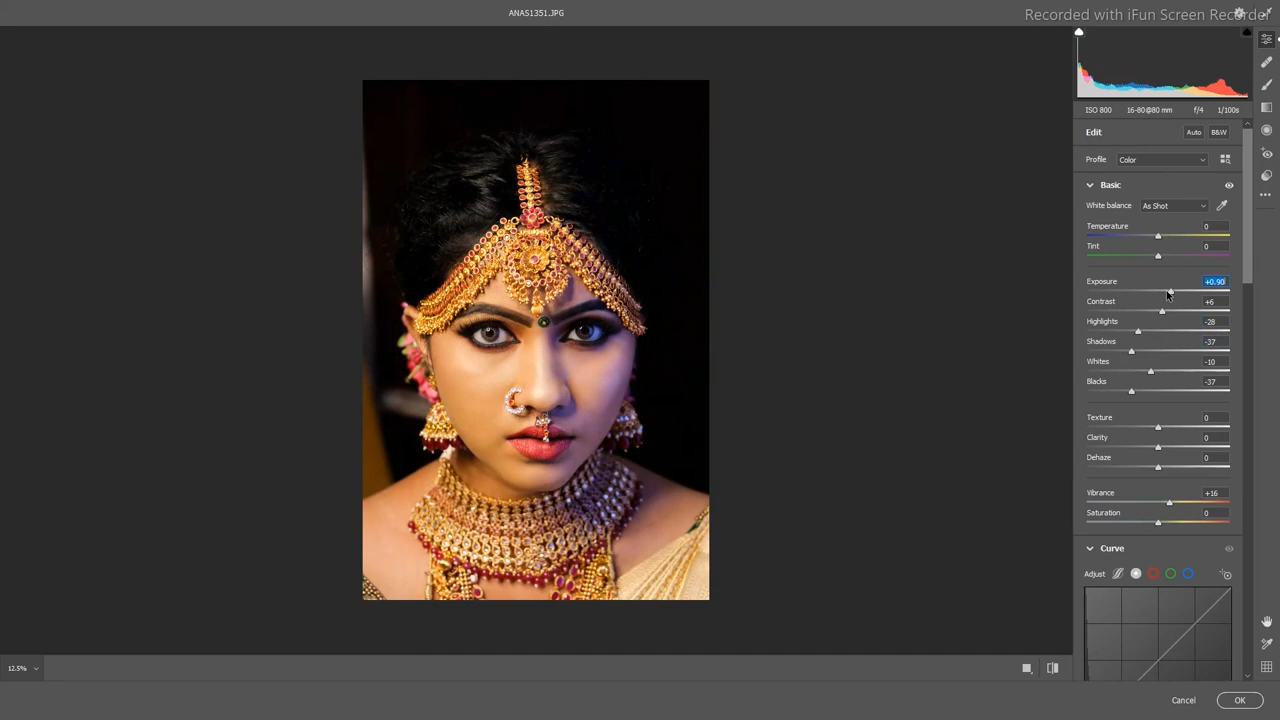 ANAS1351.JPG
Recorded with iFun Screen Recorder
ISO 800 16-80@80 mm f/4 1/100s
Edit Auto B&W
Profile Color
Basic
White balance As Shot
Temperature 0
Tint 0
Exposure +0.90
Contrast +6
Highlights -28
Shadows -37
Whites -10
Blacks -37
Texture 0
Clarity 0
Dehaze 0
Vibrance +16
Saturation 0
Curve
Adjust
12.5%
Cancel OK